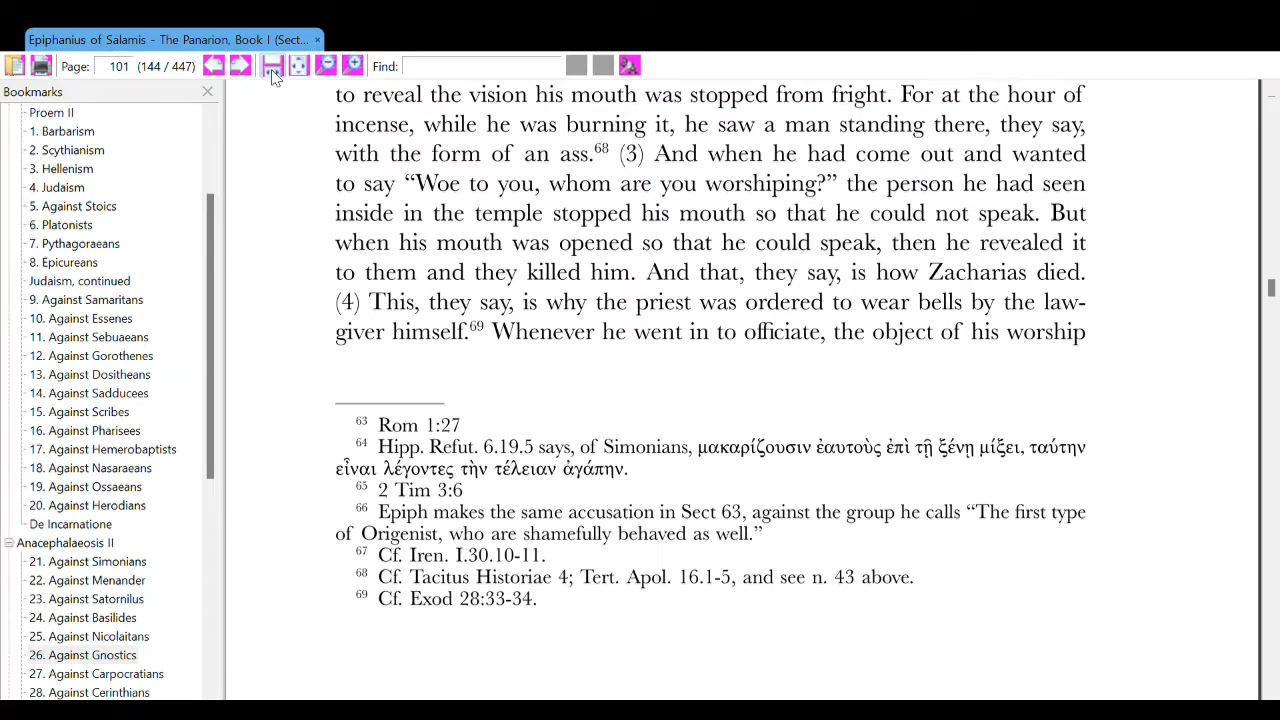 Epiphanius of Salamis - The Panarion, Book I (Sect... ×
Page: 101 (144 / 447) Find:
Bookmarks
Proem II
1. Barbarism
2. Scythianism
3. Hellenism
4. Judaism
5. Against Stoics
6. Platonists
7. Pythagoraeans
8. Epicureans
Judaism, continued
9. Against Samaritans
10. Against Essenes
11. Against Sebuaeans
12. Against Gorothenes
13. Against Dositheans
14. Against Sadducees
15. Against Scribes
16. Against Pharisees
17. Against Hemerobaptists
18. Against Nasaraeans
19. Against Ossaeans
20. Against Herodians
De Incarnatione
Anacephalaeosis II
21. Against Simonians
22. Against Menander
23. Against Satornilus
24. Against Basilides
25. Against Nicolaitans
26. Against Gnostics
27. Against Carpocratians
28. Against Cerinthians
to reveal the vision his mouth was stopped from fright. For at the hour of
incense, while he was burning it, he saw a man standing there, they say,
with the form of an ass.68 (3) And when he had come out and wanted
to say “Woe to you, whom are you worshiping?” the person he had seen
inside in the temple stopped his mouth so that he could not speak. But
when his mouth was opened so that he could speak, then he revealed it
to them and they killed him. And that, they say, is how Zacharias died.
(4) This, they say, is why the priest was ordered to wear bells by the law-
giver himself.69 Whenever he went in to officiate, the object of his worship
63 Rom 1:27
64 Hipp. Refut. 6.19.5 says, of Simonians, μακαρίζουσιν ἑαυτοὺς ἐπὶ τῇ ξένῃ μίξει, ταύτην
εἶναι λέγοντες τὴν τέλειαν ἀγάπην.
65 2 Tim 3:6
66 Epiph makes the same accusation in Sect 63, against the group he calls “The first type
of Origenist, who are shamefully behaved as well.”
67 Cf. Iren. I.30.10-11.
68 Cf. Tacitus Historiae 4; Tert. Apol. 16.1-5, and see n. 43 above.
69 Cf. Exod 28:33-34.